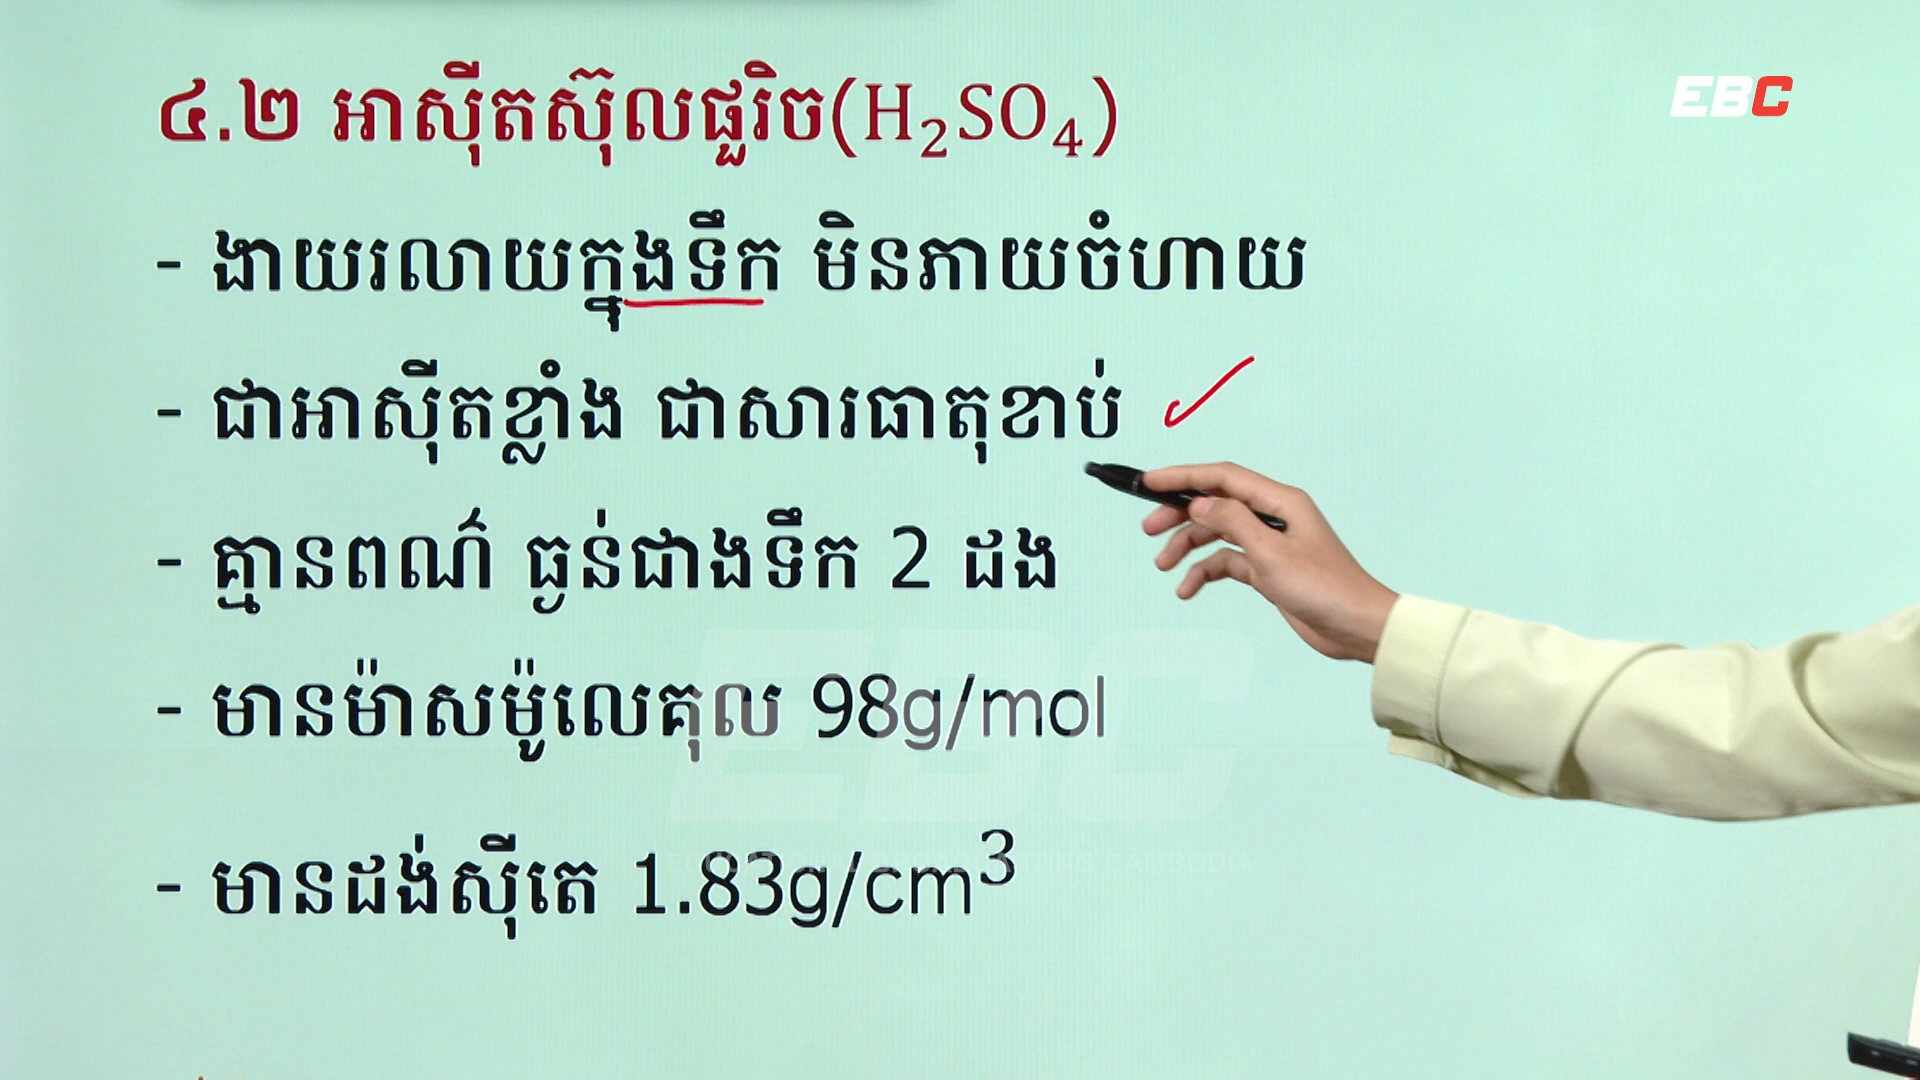 ៤.២ អាស៊ីតស៊ុលផួរិច(H₂SO₄)
EBC
- ងាយរលាយក្នុងទឹក មិនភាយចំហាយ
- ជាអាស៊ីតខ្លាំង ជាសារធាតុខាប់
- គ្មានពណ៌ ធ្ងន់ជាងទឹក 2 ដង
- មានម៉ាសម៉ូលេគុល 98g/mol
- មានដង់ស៊ីតេ 1.83g/cm³
EBC